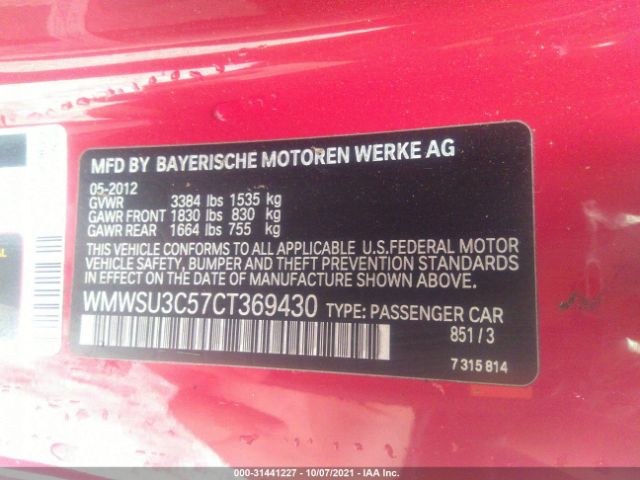 MFD BY BAYERISCHE MOTOREN WERKE AG
05-2012
GVWR 3384 lbs 1535 kg
GAWR FRONT 1830 lbs 830 kg
GAWR REAR 1664 lbs 755 kg
THIS VEHICLE CONFORMS TO ALL APPLICABLE U.S.FEDERAL MOTOR
VEHICLE SAFETY, BUMPER AND THEFT PREVENTION STANDARDS
IN EFFECT ON THE DATE OF MANUFACTURE SHOWN ABOVE.
WMWSU3C57CT369430 TYPE: PASSENGER CAR
851/3
7315814
000-31441227 - 10/07/2021 - IAA Inc.